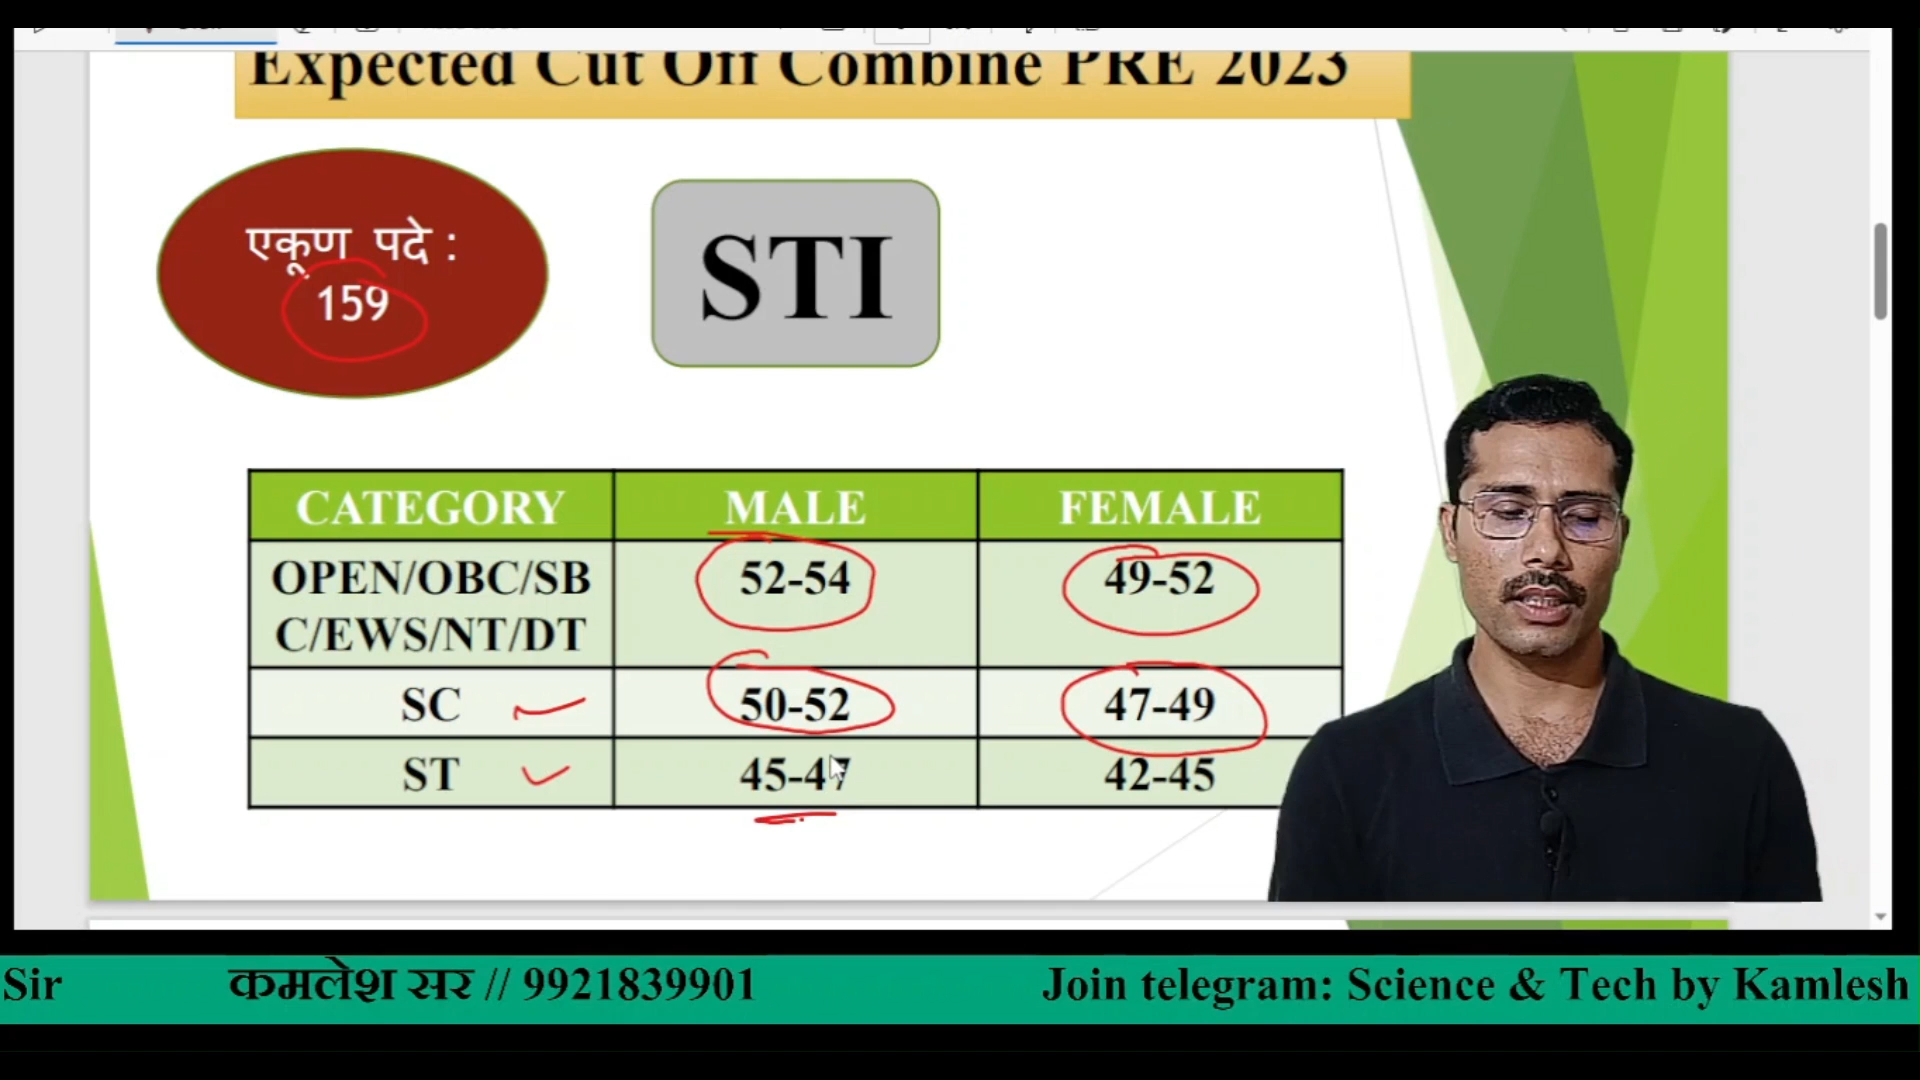 Expected Cut Off Combine PRE 2023
एकूण पदे :
159
STI
CATEGORY MALE FEMALE
OPEN/OBC/SB
C/EWS/NT/DT 52-54 49-52
SC 50-52 47-49
ST 45-47 42-45
Sir कमलेश सर // 9921839901 Join telegram: Science & Tech by Kamlesh